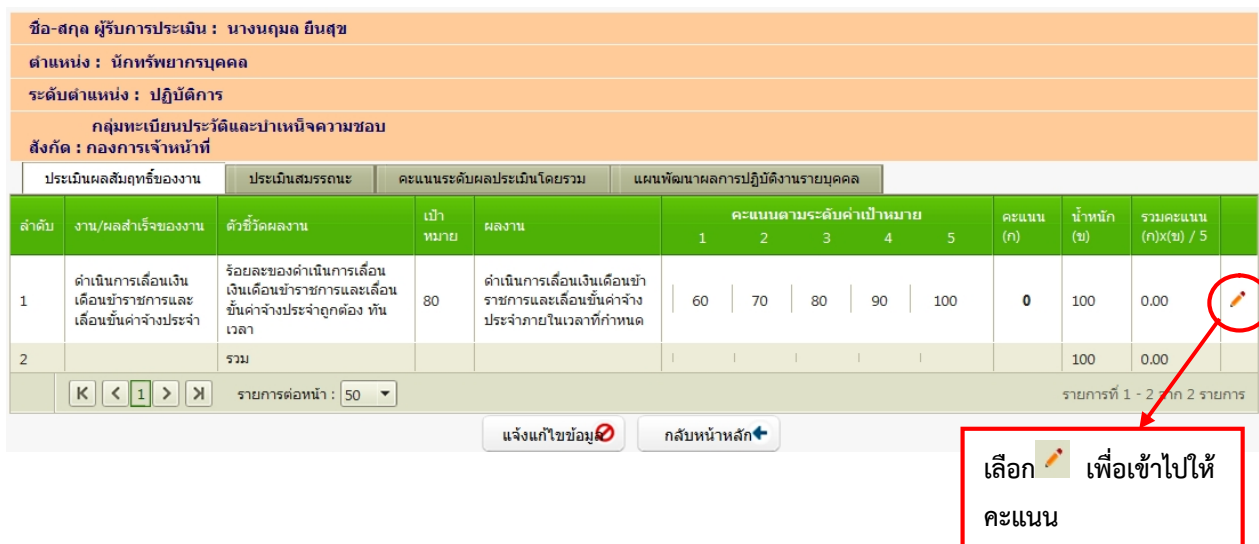 ชื่อ-สกุล ผู้รับการประเมิน : นางนฤมล ยืนสุข
ตำแหน่ง : นักทรัพยากรบุคคล
ระดับตำแหน่ง : ปฏิบัติการ
กลุ่มทะเบียนประวัติและบำเหน็จความชอบ
สังกัด : กองการเจ้าหน้าที่
ประเมินผลสัมฤทธิ์ของงาน ประเมินสมรรถนะ คะแนนระดับผลประเมินโดยรวม แผนพัฒนาผลการปฏิบัติงานรายบุคคล
ลำดับ งาน/ผลสำเร็จของงาน ตัวชี้วัดผลงาน เป้า
หมาย ผลงาน คะแนนตามระดับค่าเป้าหมาย
1 2 3 4 5 คะแนน
(ก) น้ำหนัก
(ข) รวมคะแนน
(ก)x(ข) / 5
1 ดำเนินการเลื่อนเงิน
เดือนข้าราชการและ
เลื่อนขั้นค่าจ้างประจำ
ร้อยละของดำเนินการเลื่อน
เงินเดือนข้าราชการและเลื่อน
ขั้นค่าจ้างประจำถูกต้อง ทัน
เวลา
80
ดำเนินการเลื่อนเงินเดือนข้า
ราชการและเลื่อนขั้นค่าจ้าง
ประจำภายในเวลาที่กำหนด
60 70 80 90 100 0 100 0.00
2 รวม 100 0.00
1 รายการต่อหน้า : 50 รายการที่ 1 - 2 จาก 2 รายการ
แจ้งแก้ไขข้อมูล กลับหน้าหลัก
เลือก เพื่อเข้าไปให้
คะแนน